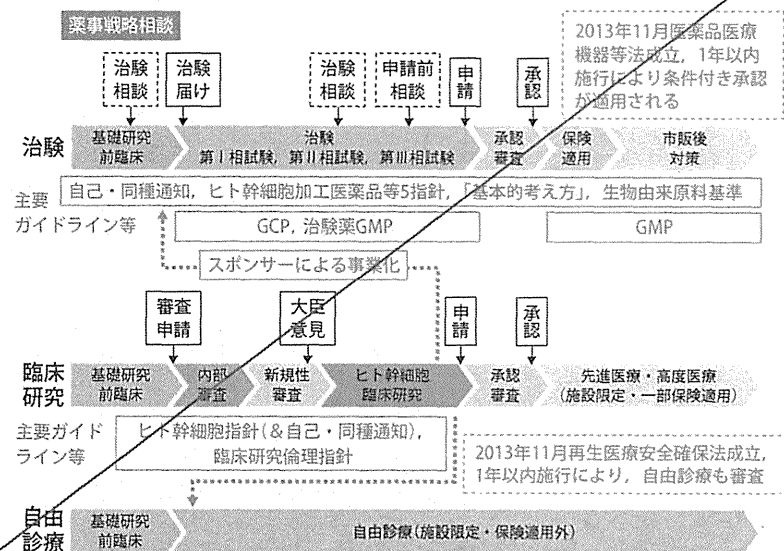 薬事戦略相談
2013年11月医薬品医療
機器等法成立，1年以内
施行により条件付き承認
が適用される
治験
相談
治験
届け
治験
相談
申請前
相談
申
請
承
認
治験
基礎研究
前臨床
治験
第Ⅰ相試験，第Ⅱ相試験，第Ⅲ相試験
承認
審査
保険
適用
市販後
対策
主要
ガイドライン等
自己・同種通知，ヒト幹細胞加工医薬品等5指針，「基本的考え方」，生物由来原料基準
GCP，治験薬GMP
GMP
スポンサーによる事業化
審査
申請
大臣
意見
申
請
承
認
臨床
研究
基礎研究
前臨床
内部
審査
新規性
審査
ヒト幹細胞
臨床研究
承認
審査
先進医療・高度医療
（施設限定・一部保険適用）
主要ガイド
ライン等
ヒト幹細胞指針（＆自己・同種通知），
臨床研究倫理指針
2013年11月再生医療安全確保法成立，
1年以内施行により，自由診療も審査
自由
診療
基礎研究
前臨床
自由診療（施設限定・保険適用外）